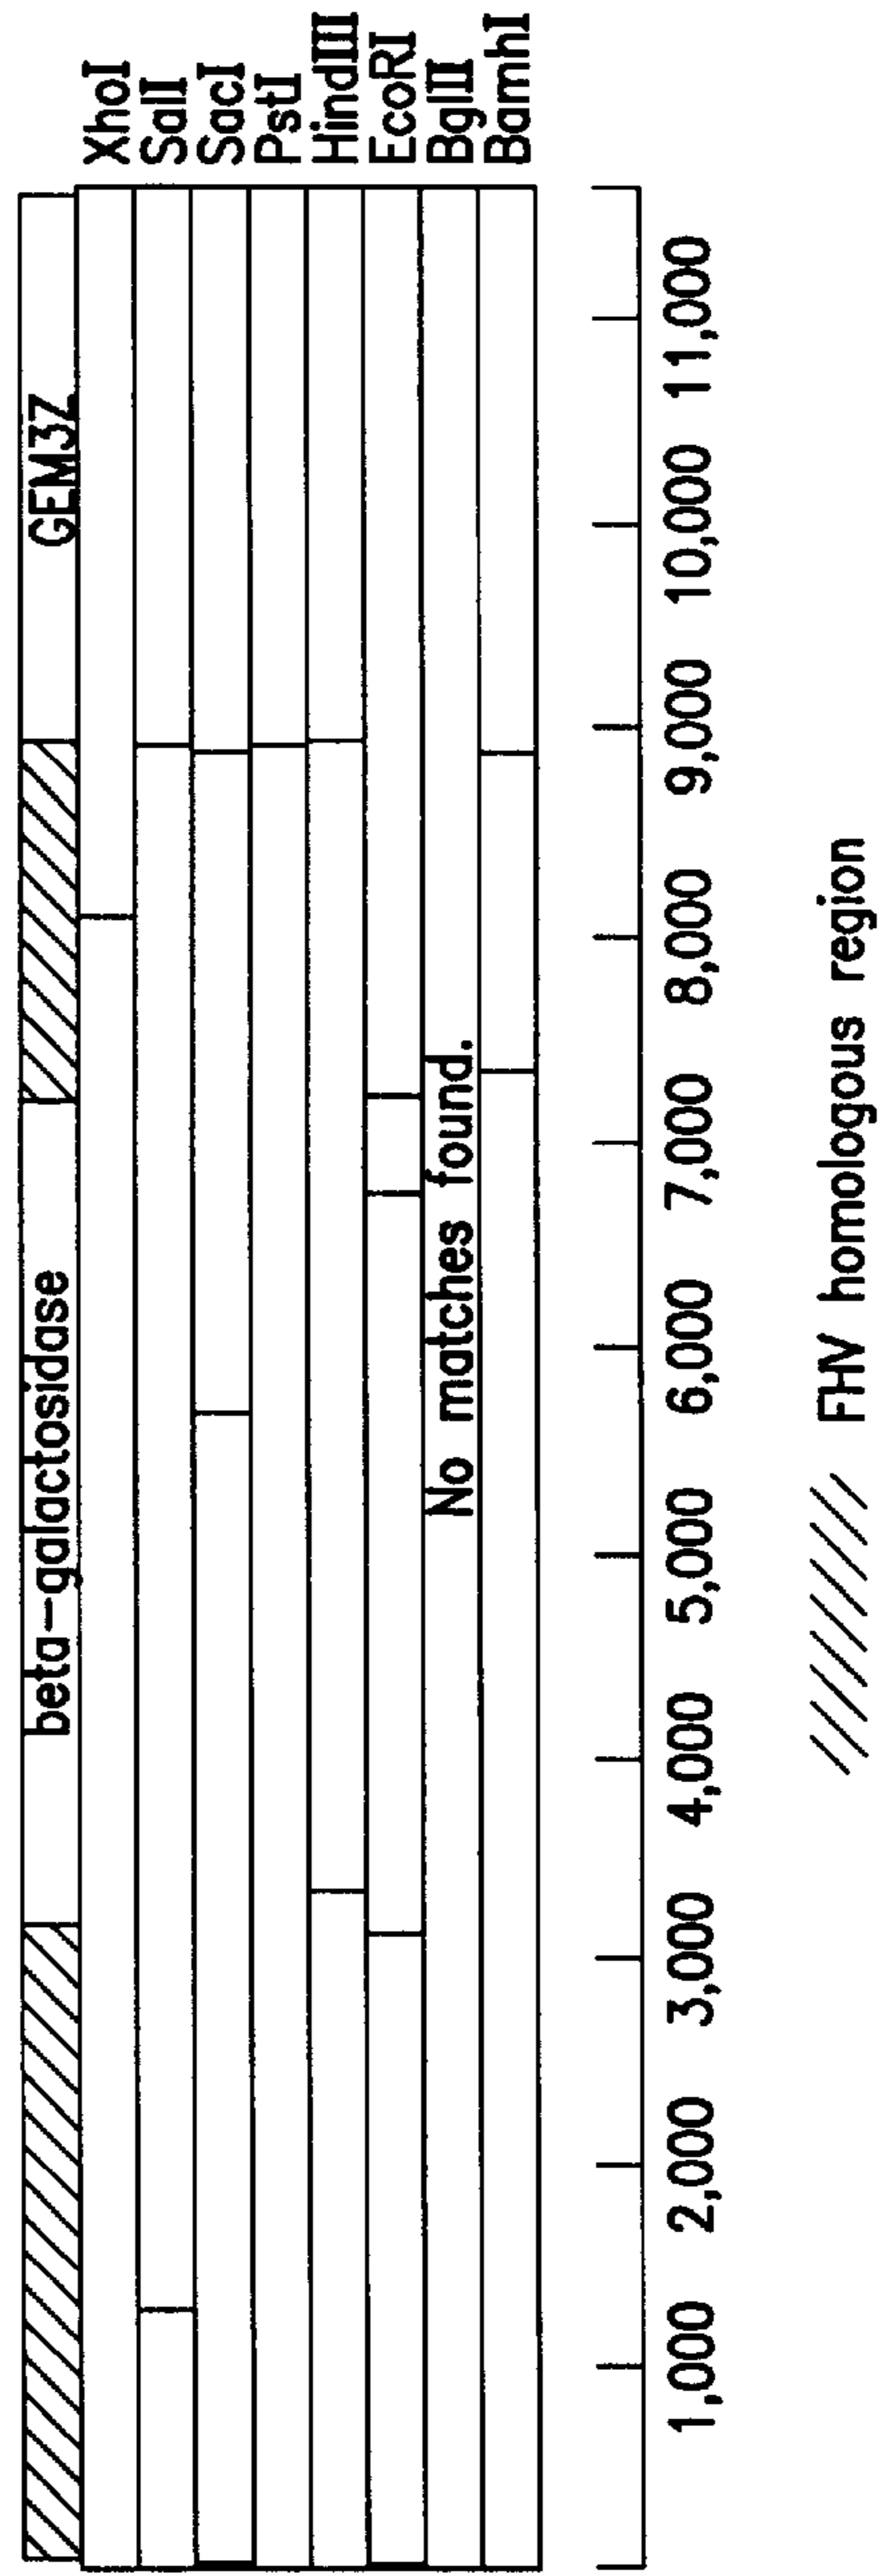 beta-galactosidase
GEM3Z
XhoI
SalI
SacI
PstI
HindIII
EcoRI
No matches found.
BglII
BamhI
1,000 2,000 3,000 4,000 5,000 6,000 7,000 8,000 9,000 10,000 11,000
FHV homologous region